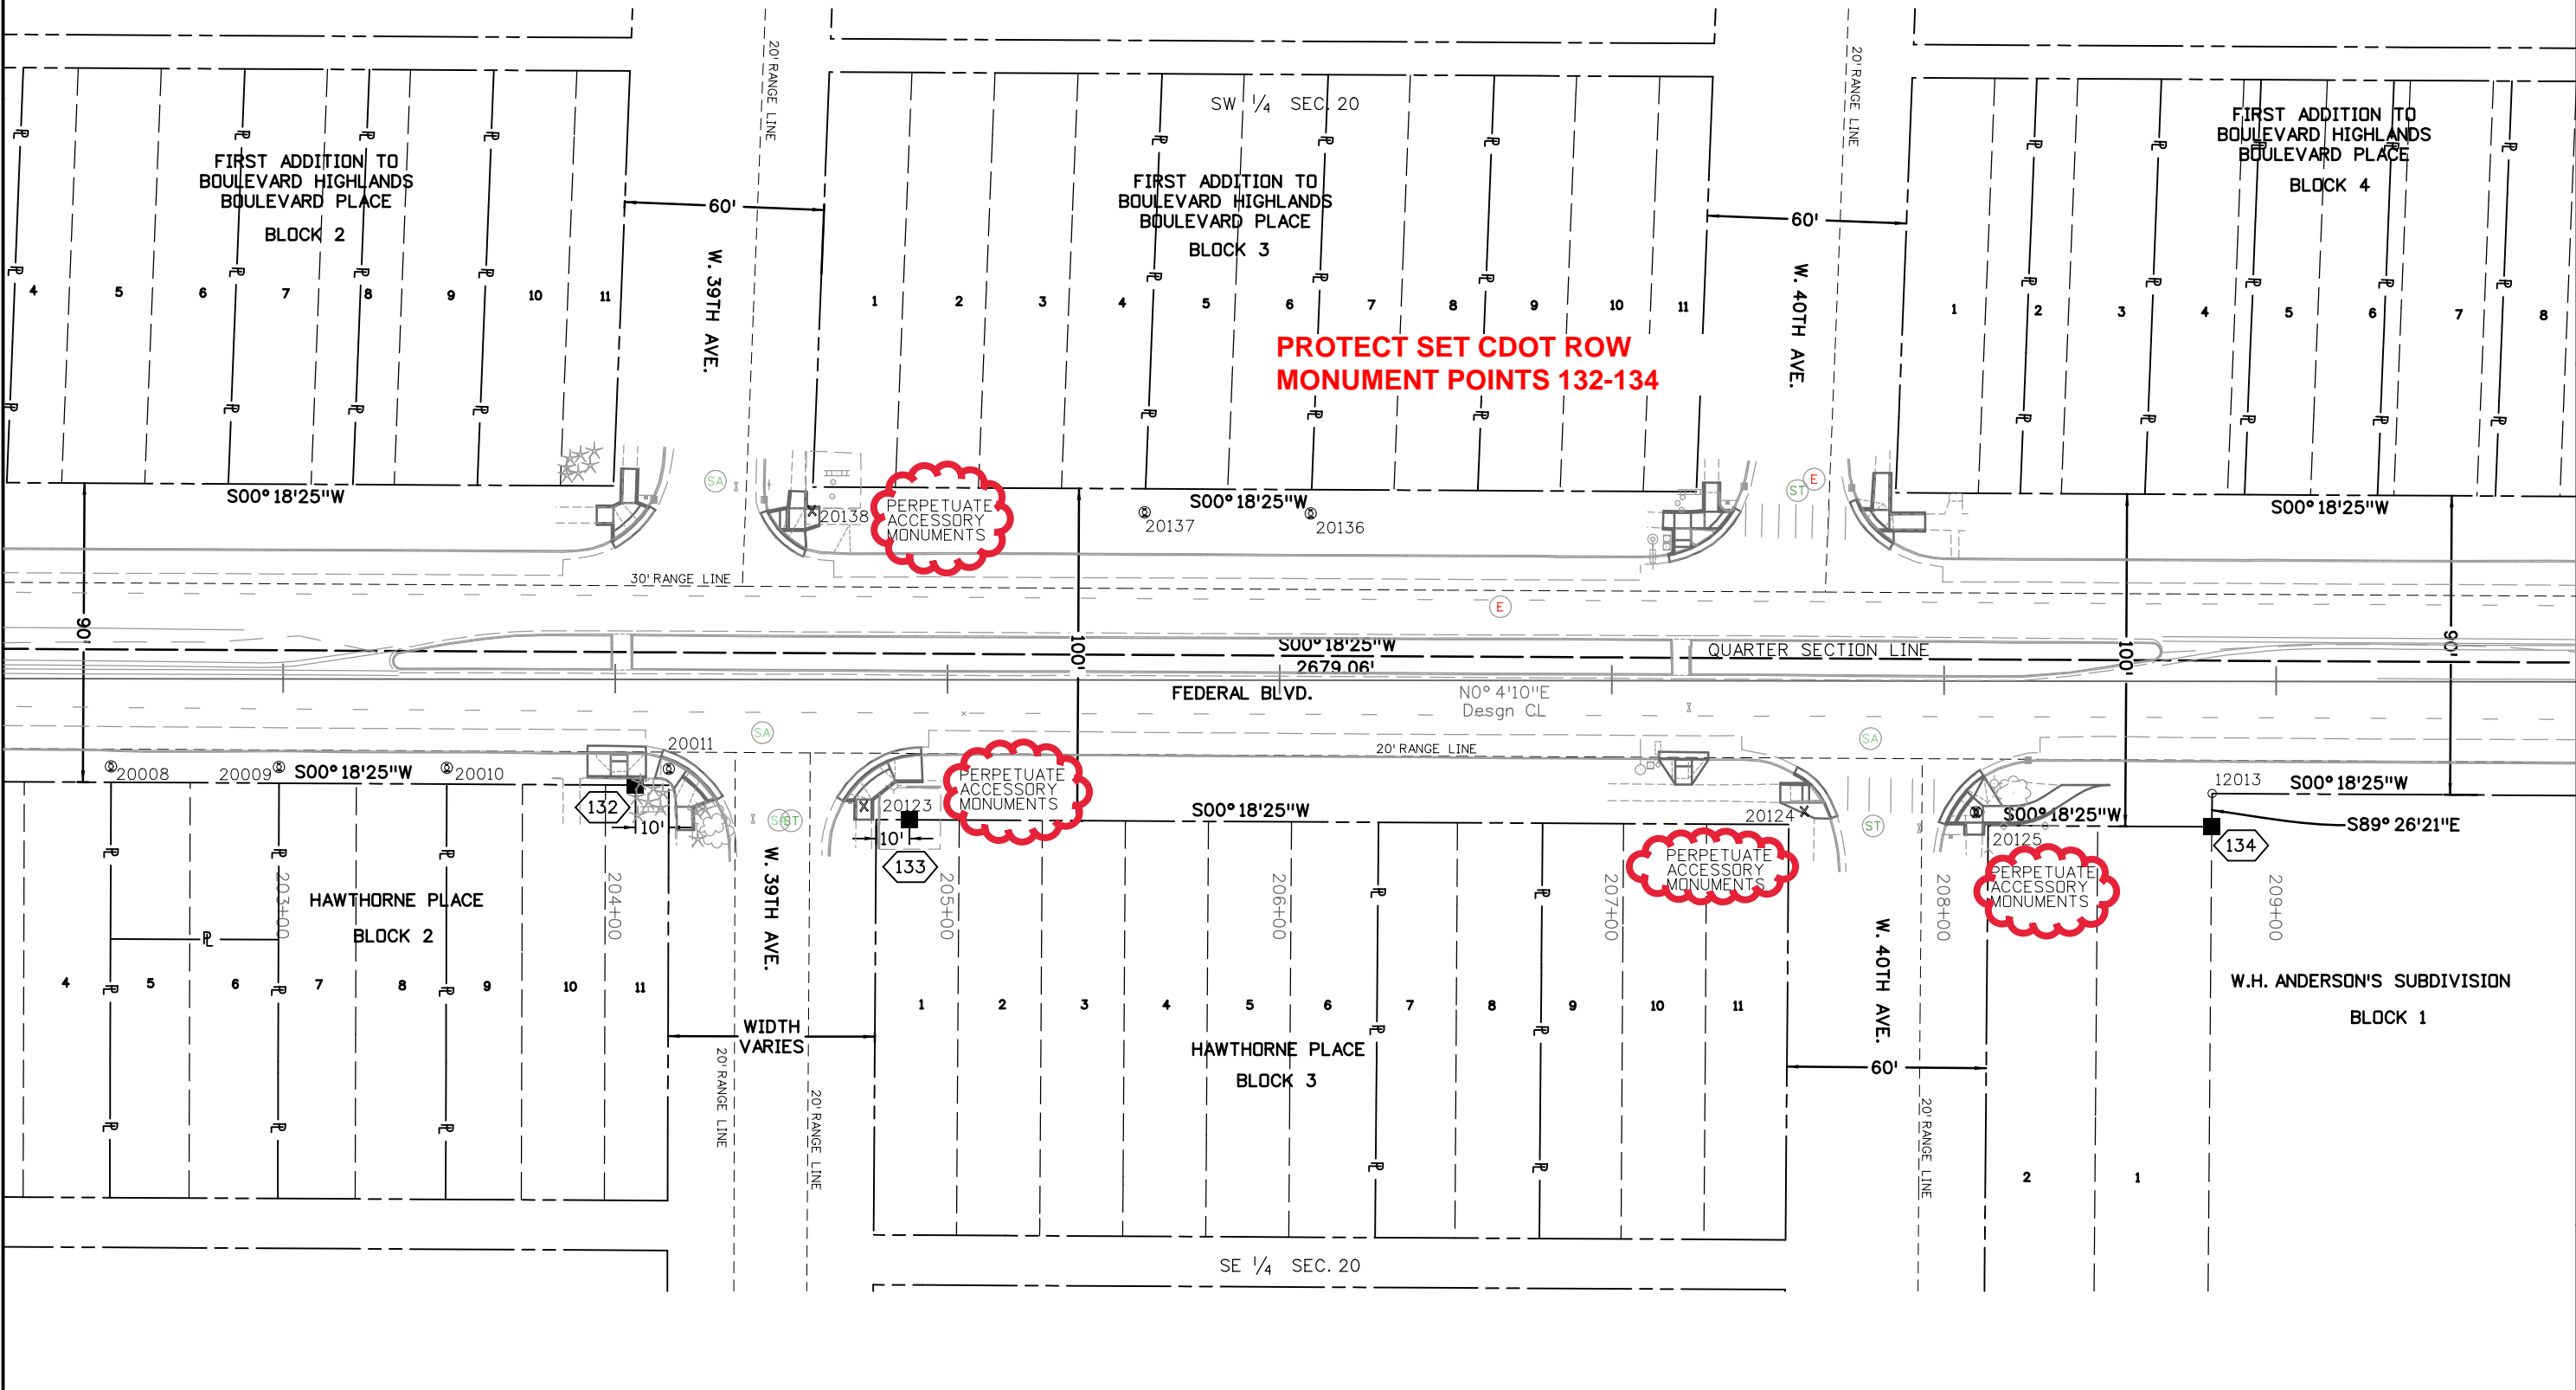 20' RANGE LINE
20' RANGE LINE
SW 1/4 SEC. 20
FIRST ADDITION TO
BOULEVARD HIGHLANDS
BOULEVARD PLACE
BLOCK 2
FIRST ADDITION TO
BOULEVARD HIGHLANDS
BOULEVARD PLACE
BLOCK 3
FIRST ADDITION TO
BOULEVARD HIGHLANDS
BOULEVARD PLACE
BLOCK 4
60'
60'
W. 39TH AVE.
W. 40TH AVE.
4 5 6 7 8 9 10 11
1 2 3 4 5 6 7 8 9 10 11
1 2 3 4 5 6 7 8
PROTECT SET CDOT ROW
MONUMENT POINTS 132-134
S00°18'25"W
S00°18'25"W
S00°18'25"W
SA
ST
E
20138
PERPETUATE
ACCESSORY
MONUMENTS
20137
20136
30' RANGE LINE
E
90'
100'
100'
90'
S00°18'25"W
2679.06'
QUARTER SECTION LINE
FEDERAL BLVD.
N0°4'10"E
Desgn CL
SA
SA
20' RANGE LINE
20008
20009
S00°18'25"W
20010
20011
132
10'
SA
ST
20123
10'
133
PERPETUATE
ACCESSORY
MONUMENTS
S00°18'25"W
20124
ST
PERPETUATE
ACCESSORY
MONUMENTS
12013
S00°18'25"W
S00°18'25"W
S89°26'21"E
20125
134
PERPETUATE
ACCESSORY
MONUMENTS
203+00
204+00
205+00
206+00
207+00
208+00
209+00
HAWTHORNE PLACE
BLOCK 2
W. 39TH AVE.
W. 40TH AVE.
W.H. ANDERSON'S SUBDIVISION
BLOCK 1
4 5 6 7 8 9 10 11
1 2 3 4 5 6 7 8 9 10 11
WIDTH
VARIES
HAWTHORNE PLACE
BLOCK 3
60'
20' RANGE LINE
20' RANGE LINE
20' RANGE LINE
2 1
SE 1/4 SEC. 20